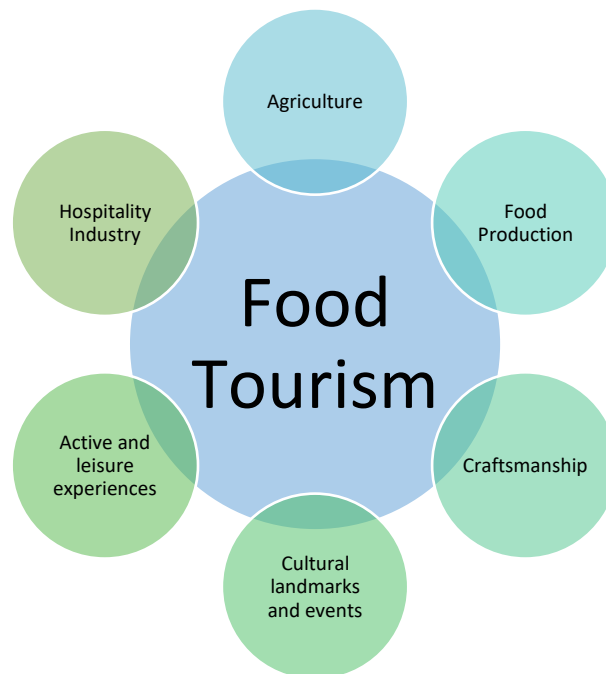 Agriculture
Hospitality
Industry
Food
Production
Food
Tourism
Active and
leisure
experiences
Craftsmanship
Cultural
landmarks
and events